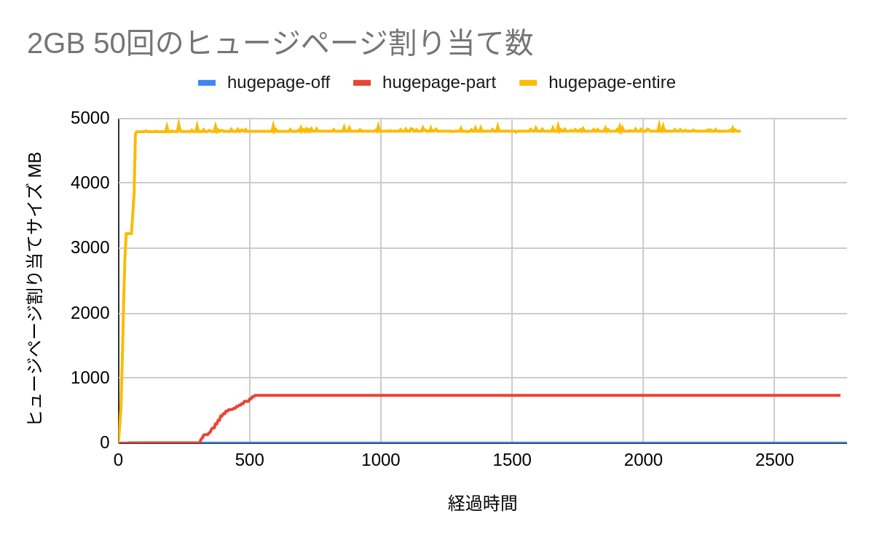 2GB 50回のヒュージページ割り当て数
hugepage-off
hugepage-part
hugepage-entire
ヒュージページ割り当てサイズ MB
5000
4000
3000
2000
1000
0
0
500
1000
1500
2000
2500
経過時間